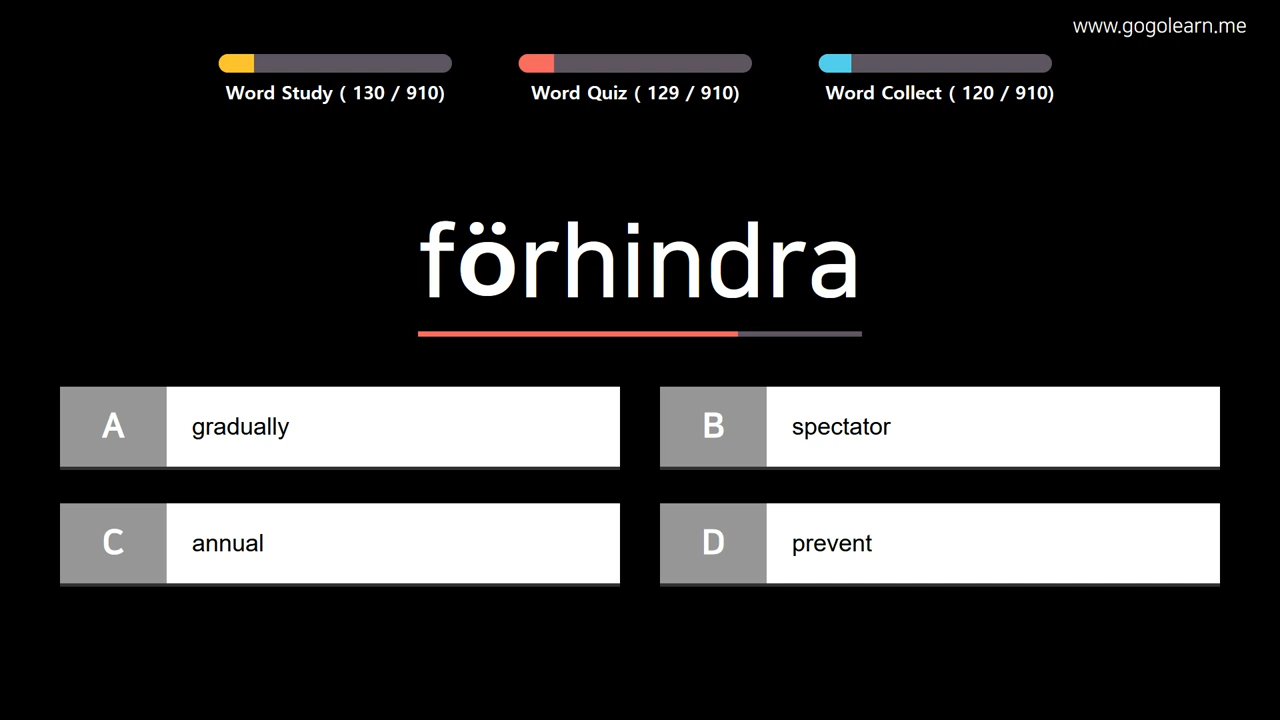 www.gogolearn.me
Word Study ( 130 / 910)
Word Quiz ( 129 / 910)
Word Collect ( 120 / 910)
förhindra
A gradually
B spectator
C annual
D prevent